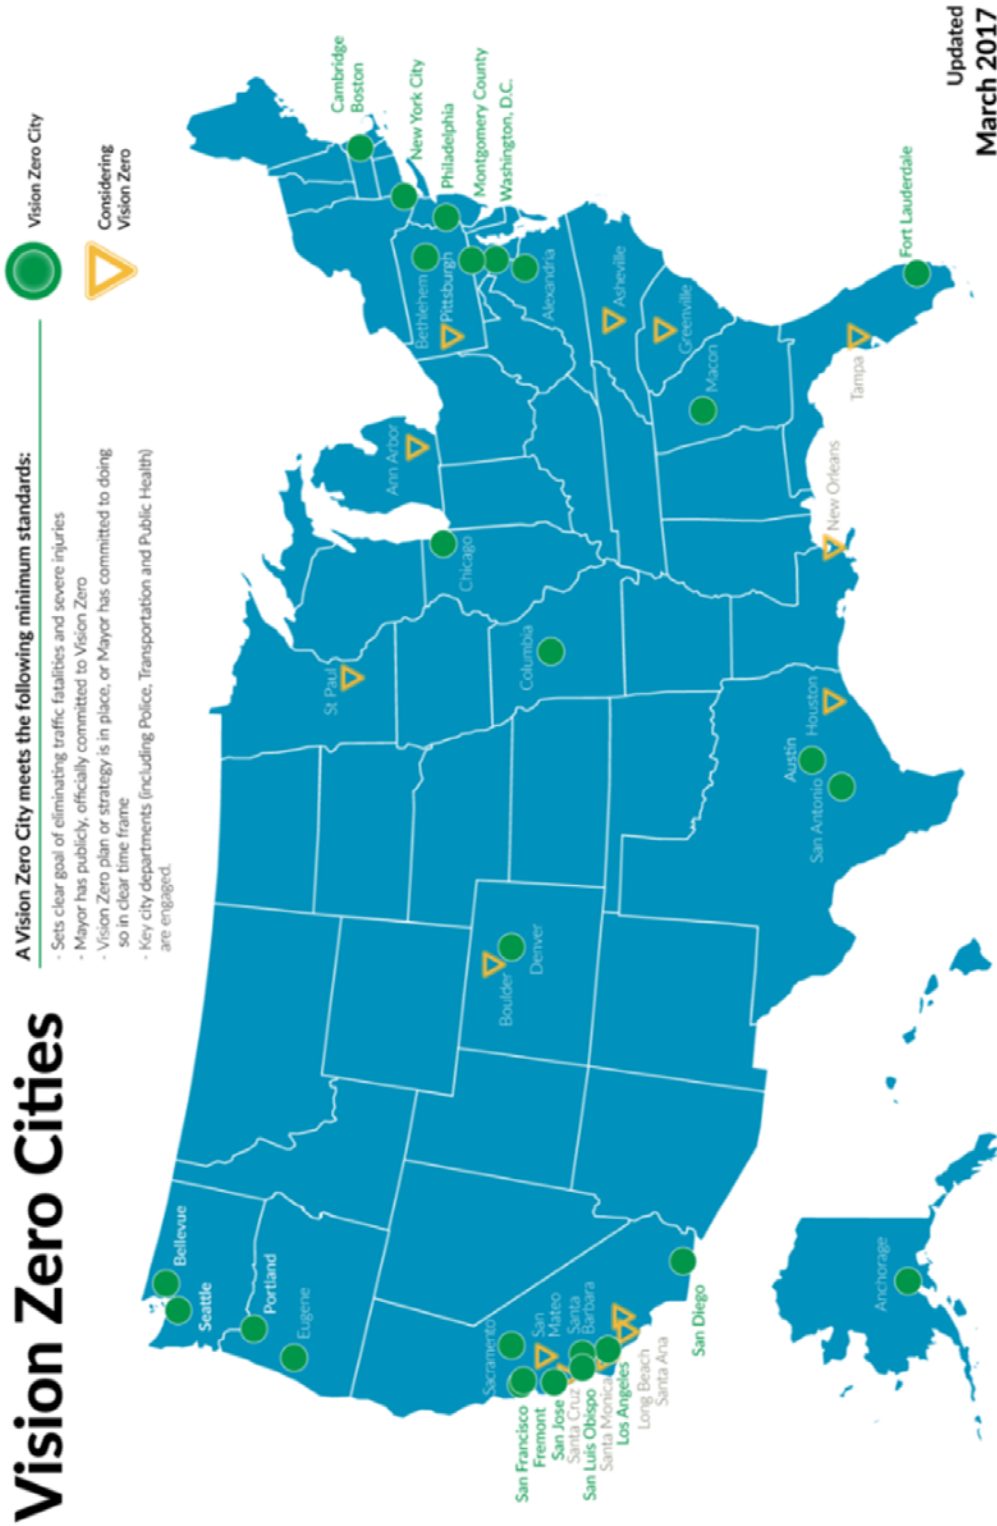 Vision Zero Cities
A Vision Zero City meets the following minimum standards:
- Sets clear goal of eliminating traffic fatalities and severe injuries
- Mayor has publicly, officially committed to Vision Zero
- Vision Zero plan or strategy is in place, or Mayor has committed to doing
so in clear time frame
- Key city departments (including Police, Transportation and Public Health)
are engaged.
Vision Zero City
Considering
Vision Zero
Bellevue
Seattle
Portland
Eugene
Sacramento
San Francisco
Fremont
San
Mateo
San Jose
Santa Cruz
Santa
Barbara
San Luis Obispo
Santa Monica
Los Angeles
Long Beach
Santa Ana
San Diego
Anchorage
Boulder
Denver
St Paul
Columbia
Chicago
Ann Arbor
Austin
San Antonio
Houston
New Orleans
Cambridge
Boston
New York City
Philadelphia
Montgomery County
Washington, D.C.
Bethlehem
Pittsburgh
Alexandria
Asheville
Greenville
Macon
Tampa
Fort Lauderdale
Updated
March 2017